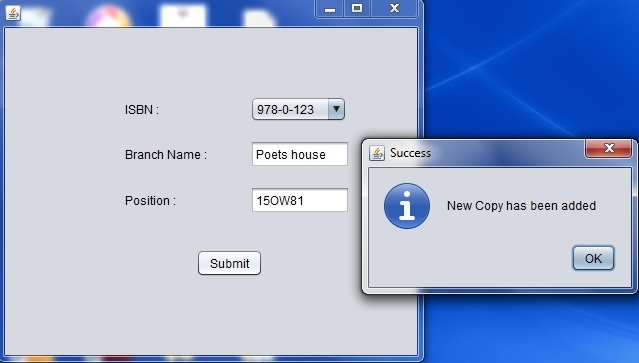 ISBN :
978-0-123
Branch Name :
Poets house
Position :
15OW81
Submit
Success
New Copy has been added
OK